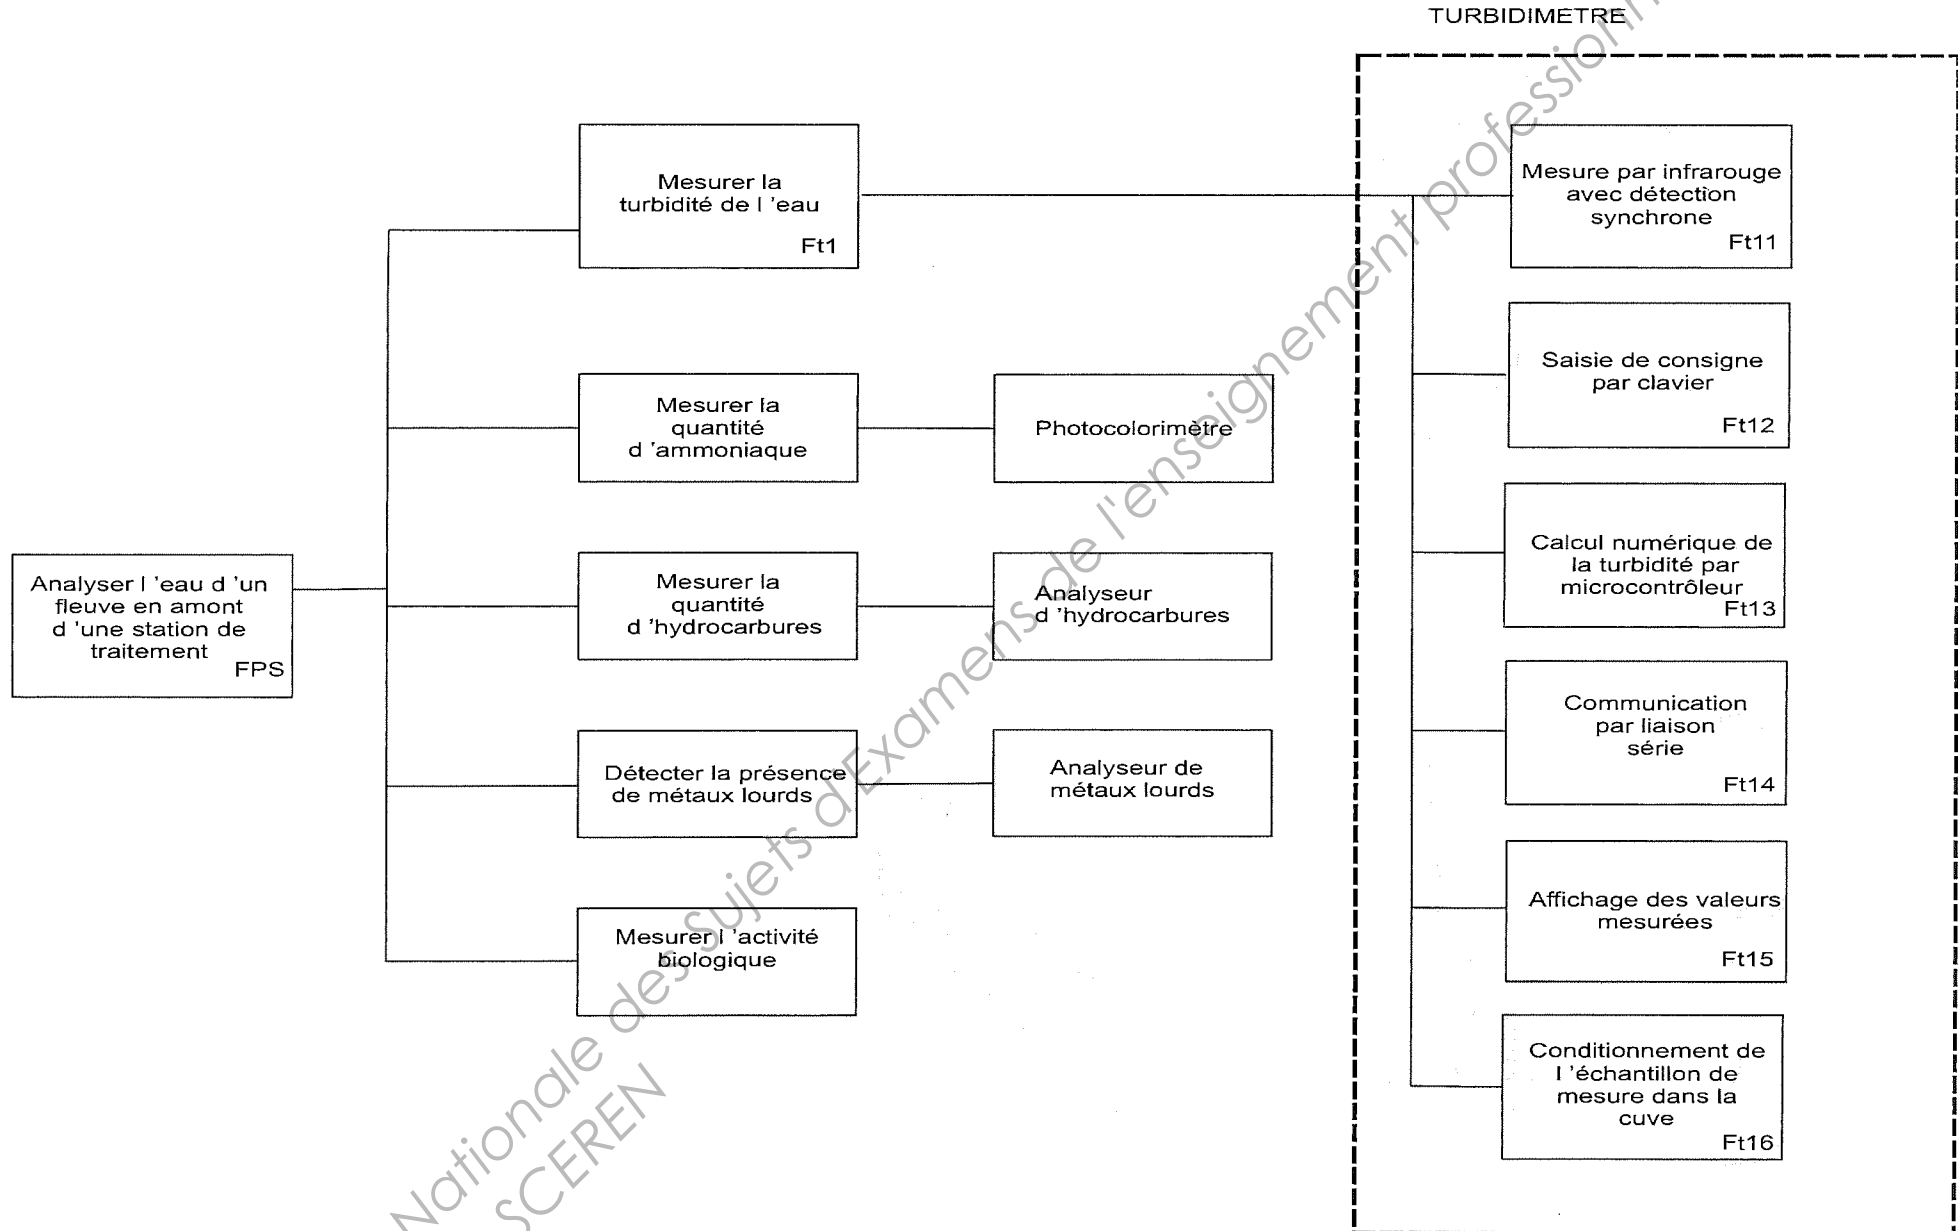 TURBIDIMETRE
Mesurer la
turbidité de l 'eau
Ft1
Mesure par infrarouge
avec détection
synchrone
Ft11
Saisie de consigne
par clavier
Ft12
Mesurer la
quantité
d 'ammoniaque
Photocolorimètre
Calcul numérique de
la turbidité par
microcontrôleur
Ft13
Analyser l 'eau d 'un
fleuve en amont
d 'une station de
traitement
FPS
Mesurer la
quantité
d 'hydrocarbures
Analyseur
d 'hydrocarbures
Communication
par liaison
série
Ft14
Détecter la présence
de métaux lourds
Analyseur de
métaux lourds
Affichage des valeurs
mesurées
Ft15
Mesurer l 'activité
biologique
Conditionnement de
l 'échantillon de
mesure dans la
cuve
Ft16
Nationale des Sujets d'Examens de l'enseignement professionn
SCEREN